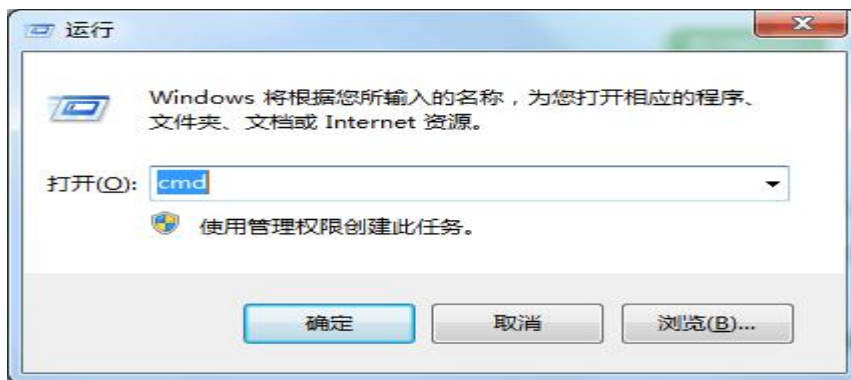 运行
Windows 将根据您所输入的名称，为您打开相应的程序、
文件夹、文档或 Internet 资源。
打开(O): cmd
使用管理权限创建此任务。
确定 取消 浏览(B)...